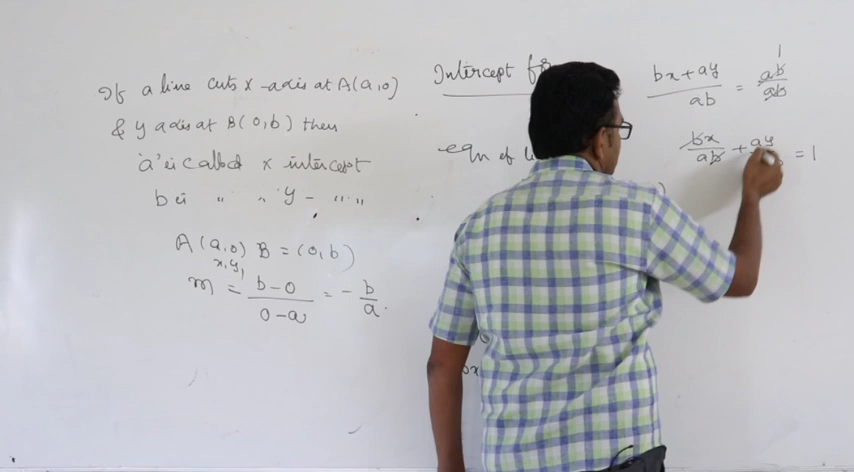 If a line cuts x-axis at A(a,0)
& y axis at B(0,b) then
'a' is called x intercept
b is " " y - " "
A(a,0) B = (0,b)
x, y,
m = b-0 / 0-a = - b/a.
Intercept
eqn of
bx+ay / ab = ab / ab
1
bx / ab + ay = 1